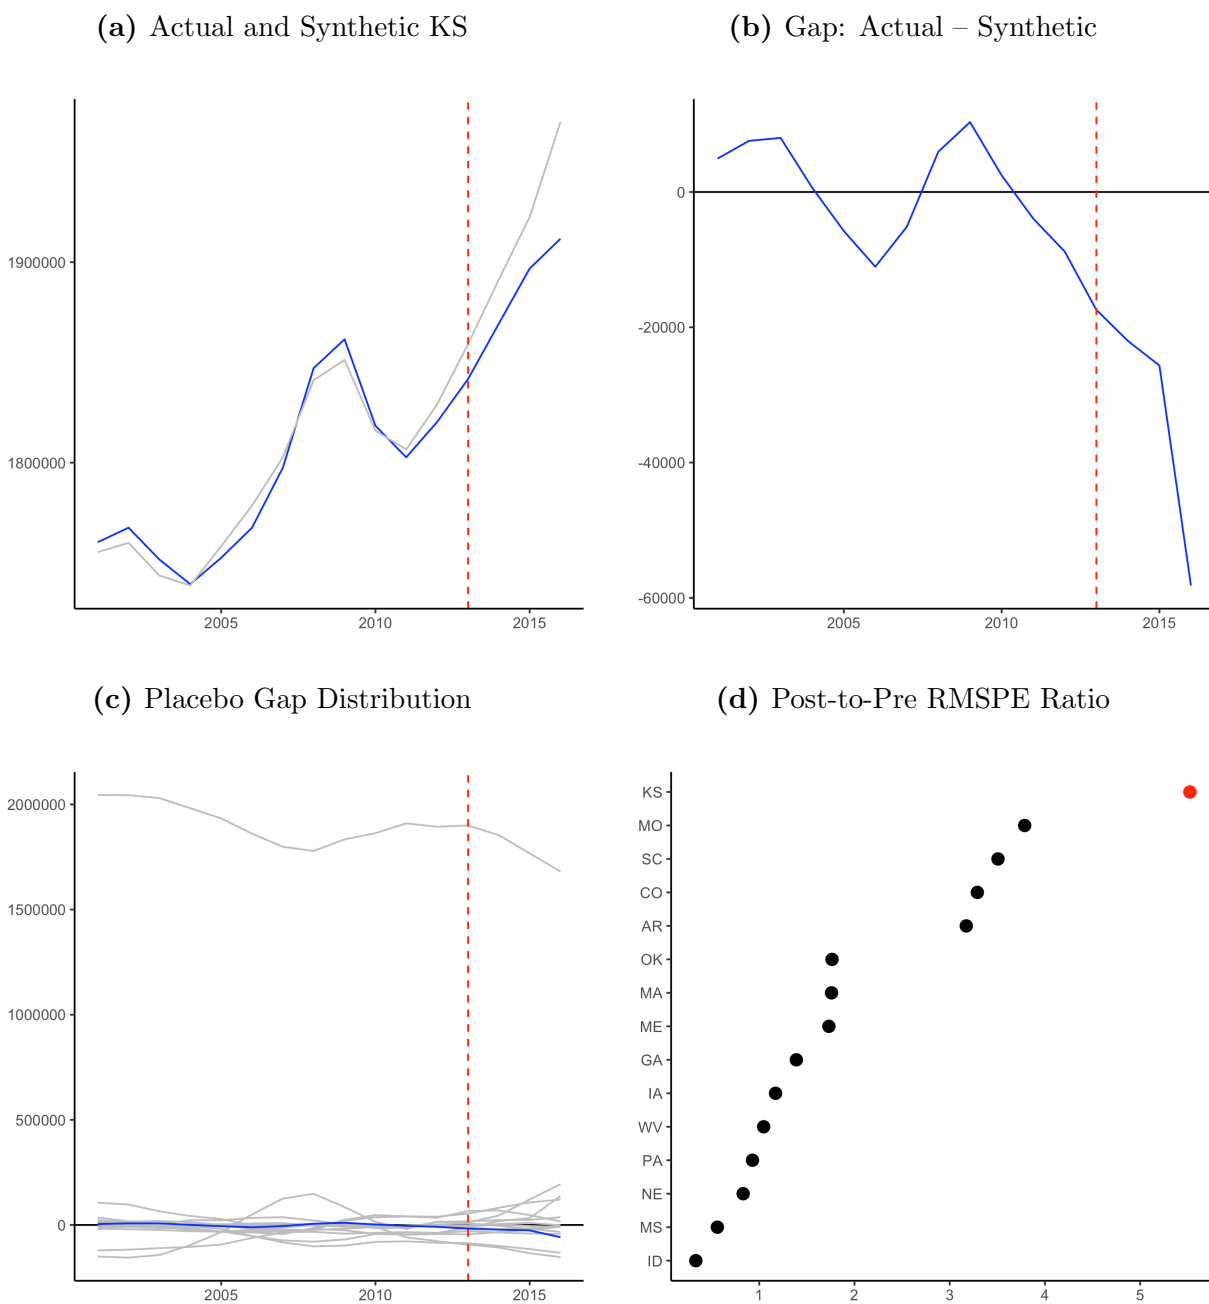 (a) Actual and Synthetic KS
1900000
1800000
2005 2010 2015
(b) Gap: Actual – Synthetic
0
-20000
-40000
-60000
2005 2010 2015
(c) Placebo Gap Distribution
2000000
1500000
1000000
500000
0
2005 2010 2015
(d) Post-to-Pre RMSPE Ratio
KS
MO
SC
CO
AR
OK
MA
ME
GA
IA
WV
PA
NE
MS
ID
1 2 3 4 5